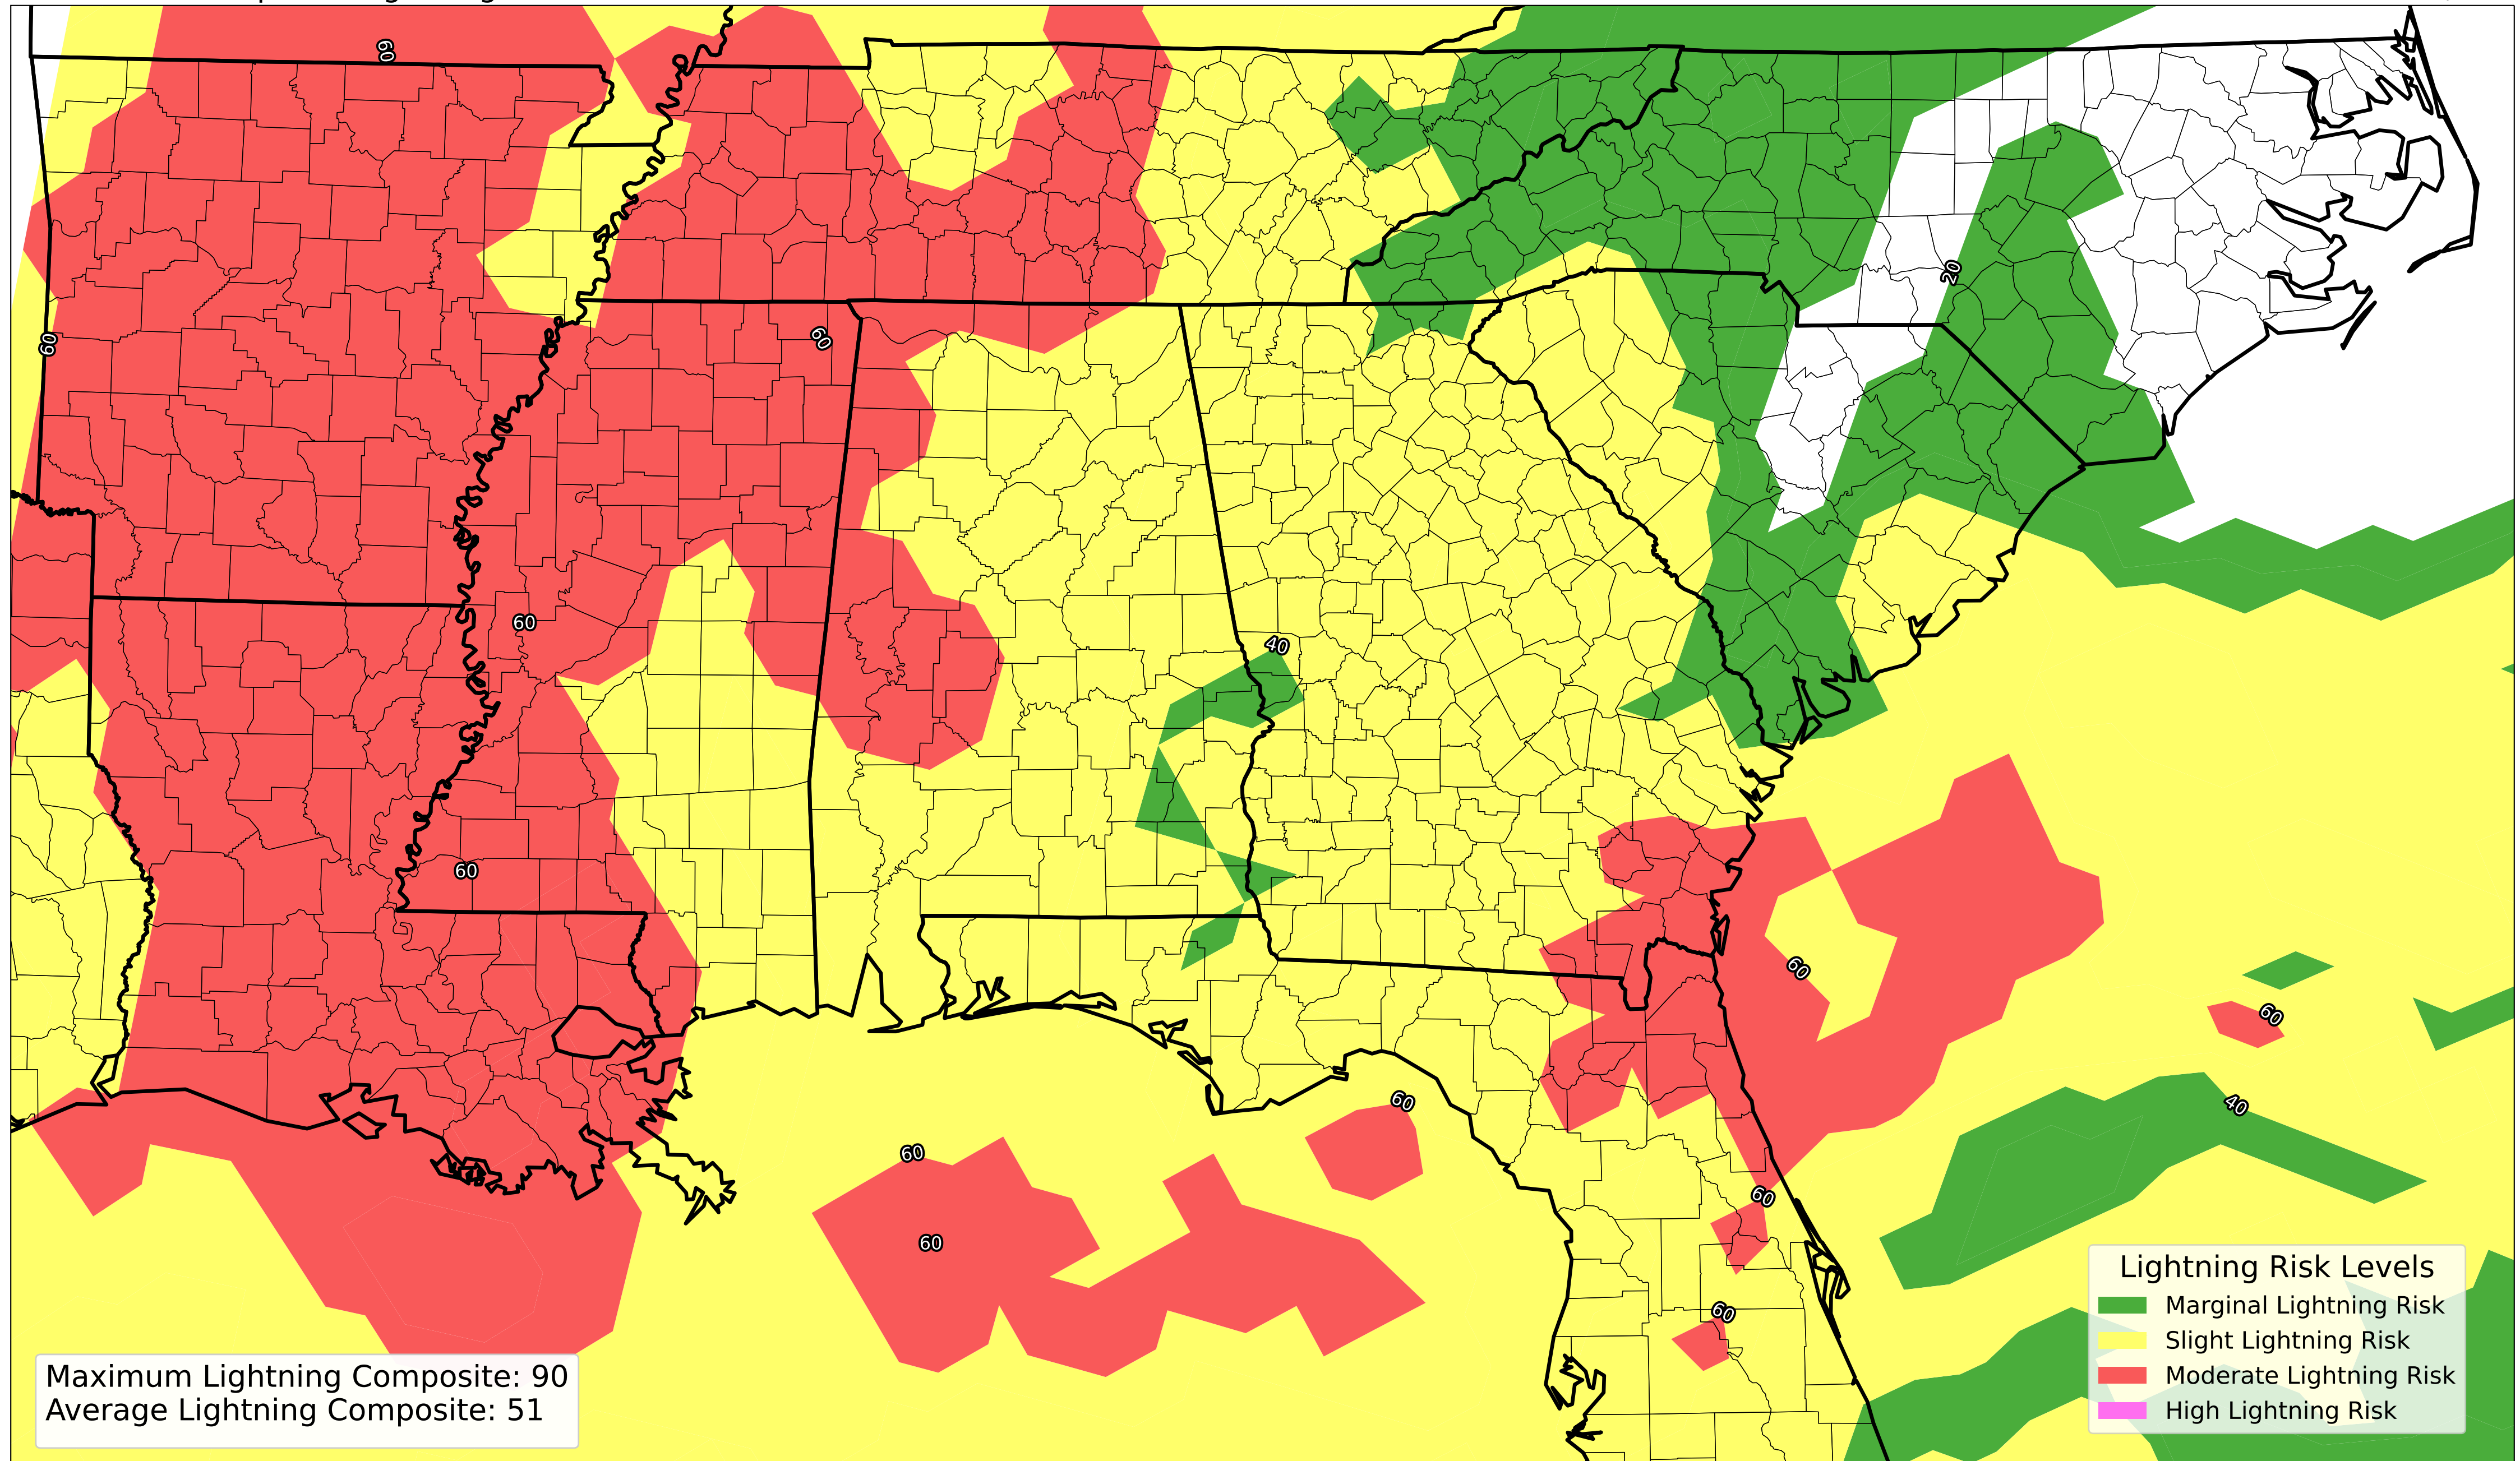 60
60
60
20
60
40
60
60
60
60
40
60
60
60
60
60
Lightning Risk Levels
Marginal Lightning Risk
Slight Lightning Risk
Moderate Lightning Risk
High Lightning Risk
Maximum Lightning Composite: 90
Average Lightning Composite: 51